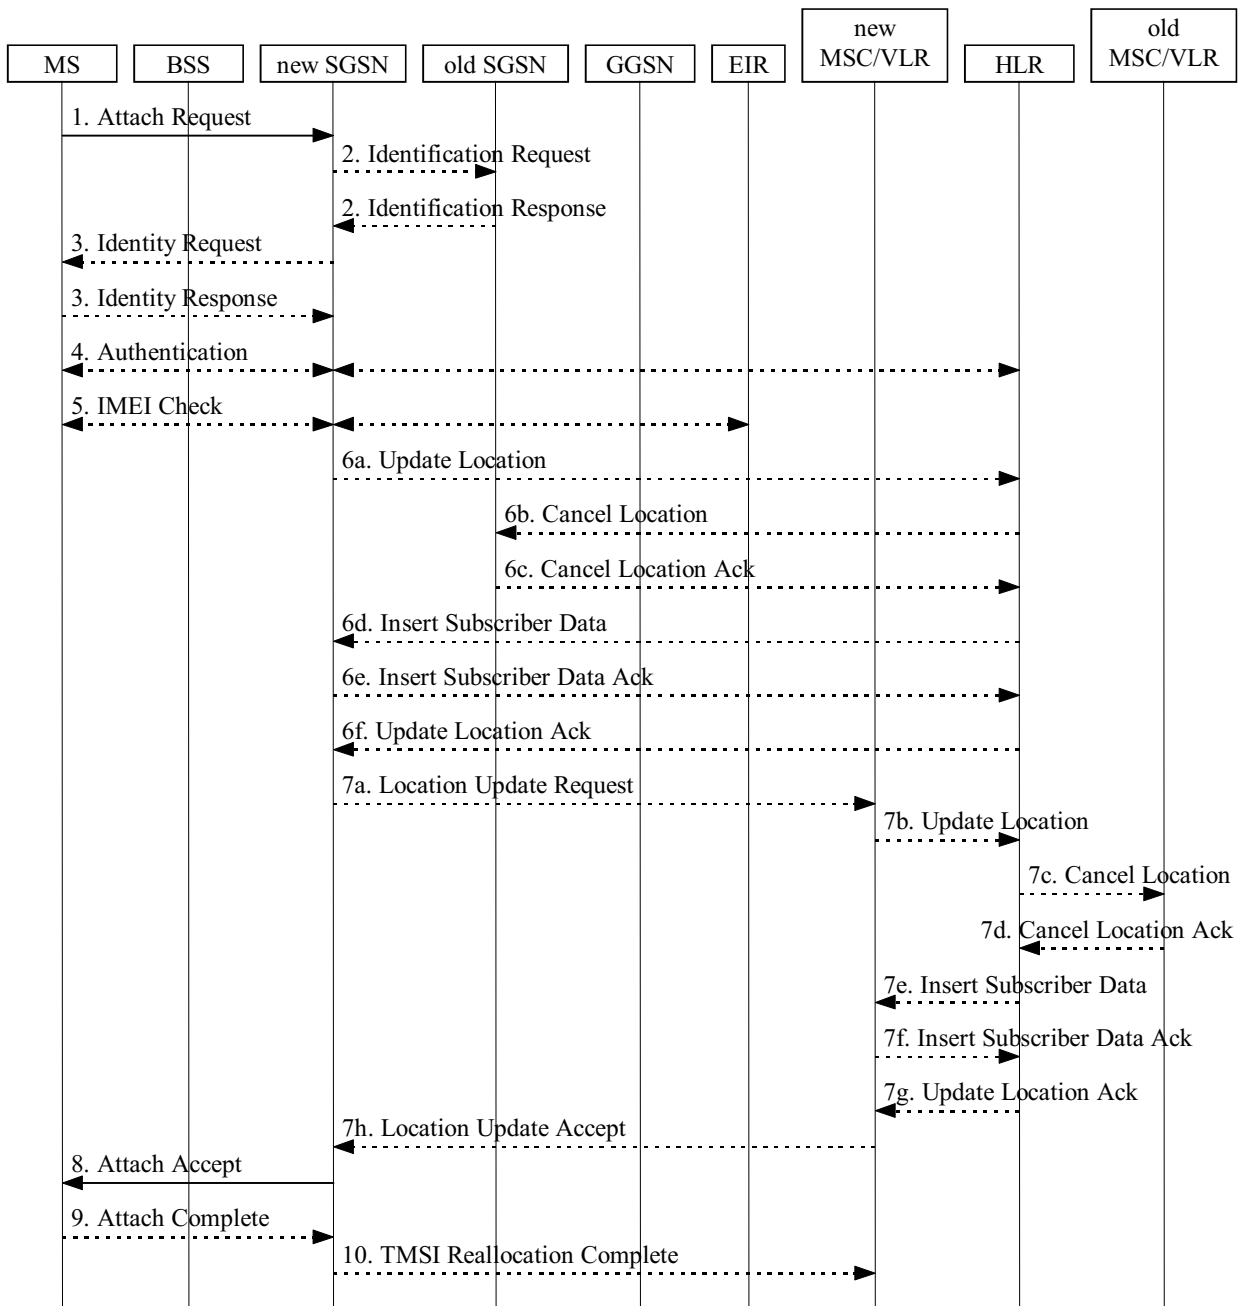 new
old
MS
BSS
new SGSN
old SGSN
GGSN
EIR
MSC/VLR
HLR
MSC/VLR
1. Attach Request
2. Identification Request
2. Identification Response
3. Identity Request
3. Identity Response
4. Authentication
5. IMEI Check
6a. Update Location
6b. Cancel Location
6c. Cancel Location Ack
6d. Insert Subscriber Data
6e. Insert Subscriber Data Ack
6f. Update Location Ack
7a. Location Update Request
7b. Update Location
7c. Cancel Location
7d. Cancel Location Ack
7e. Insert Subscriber Data
7f. Insert Subscriber Data Ack
7g. Update Location Ack
7h. Location Update Accept
8. Attach Accept
9. Attach Complete
10. TMSI Reallocation Complete